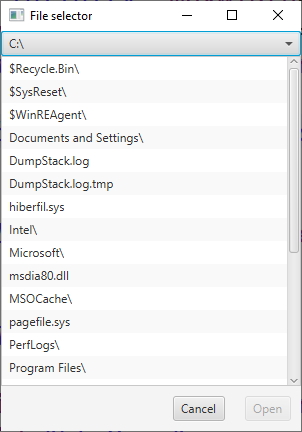 File selector
C:\
$Recycle.Bin\
$SysReset\
$WinREAgent\
Documents and Settings\
DumpStack.log
DumpStack.log.tmp
hiberfil.sys
Intel\
Microsoft\
msdia80.dll
MSOCache\
pagefile.sys
PerfLogs\
Program Files\
Cancel
Open